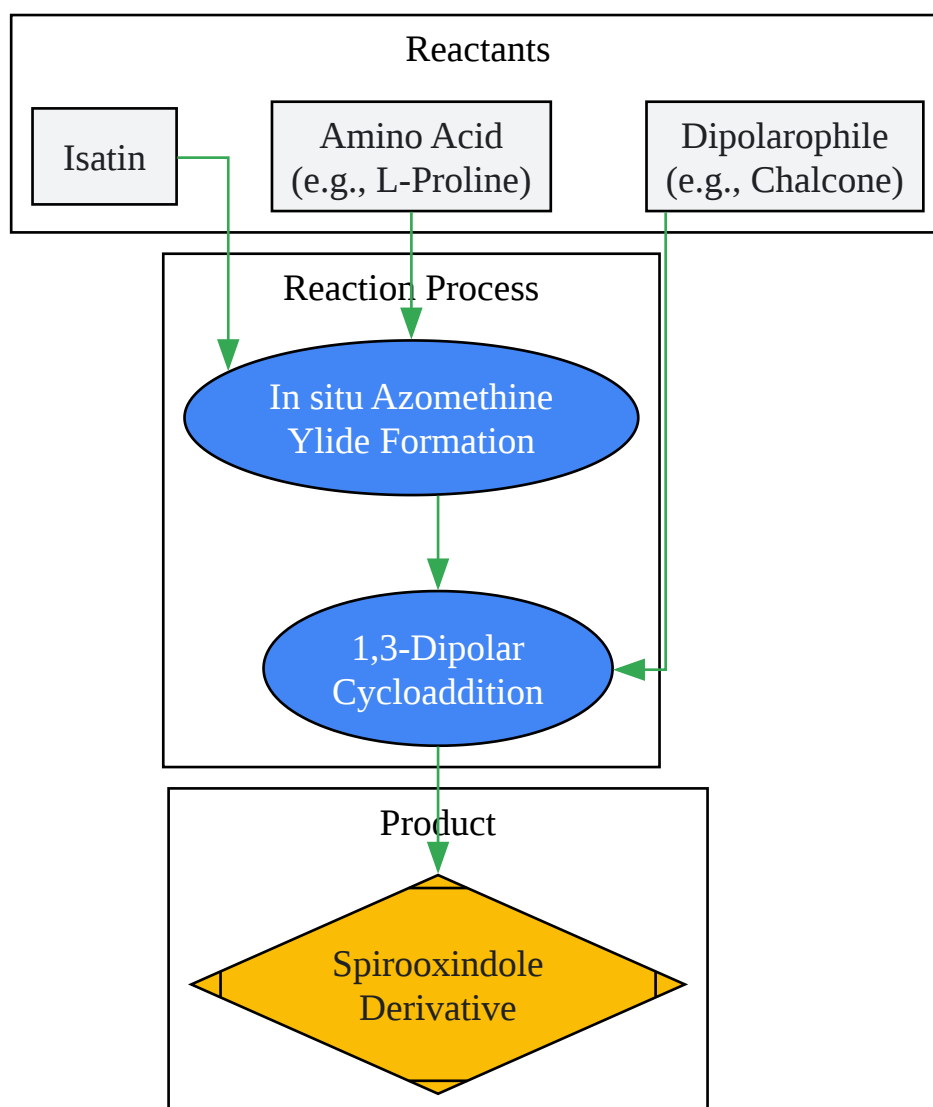 Reactants
Isatin
Amino Acid
(e.g., L-Proline)
Dipolarophile
(e.g., Chalcone)
Reaction Process
In situ Azomethine
Ylide Formation
1,3-Dipolar
Cycloaddition
Product
Spirooxindole
Derivative